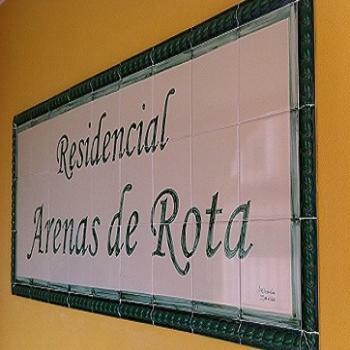 Residencial
Arenas de Rota